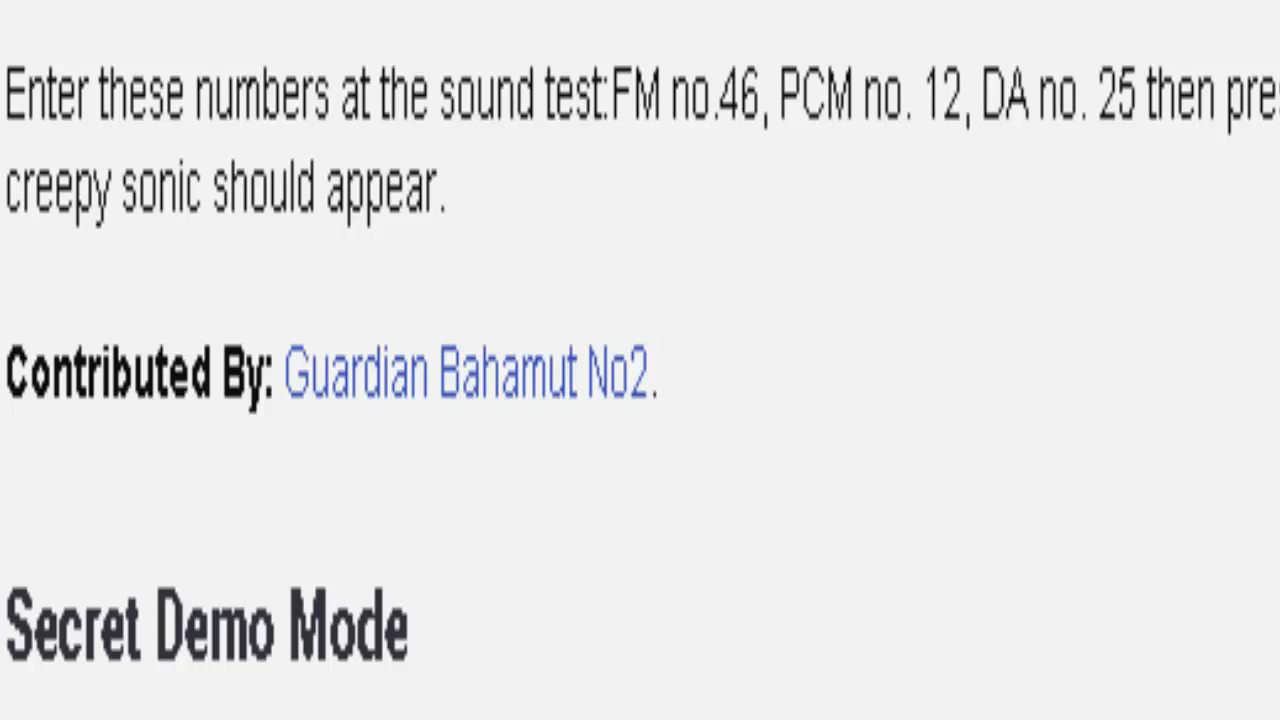 Enter these numbers at the sound test:FM no.46, PCM no. 12, DA no. 25 then
creepy sonic should appear.
Contributed By: Guardian Bahamut No2.
Secret Demo Mode